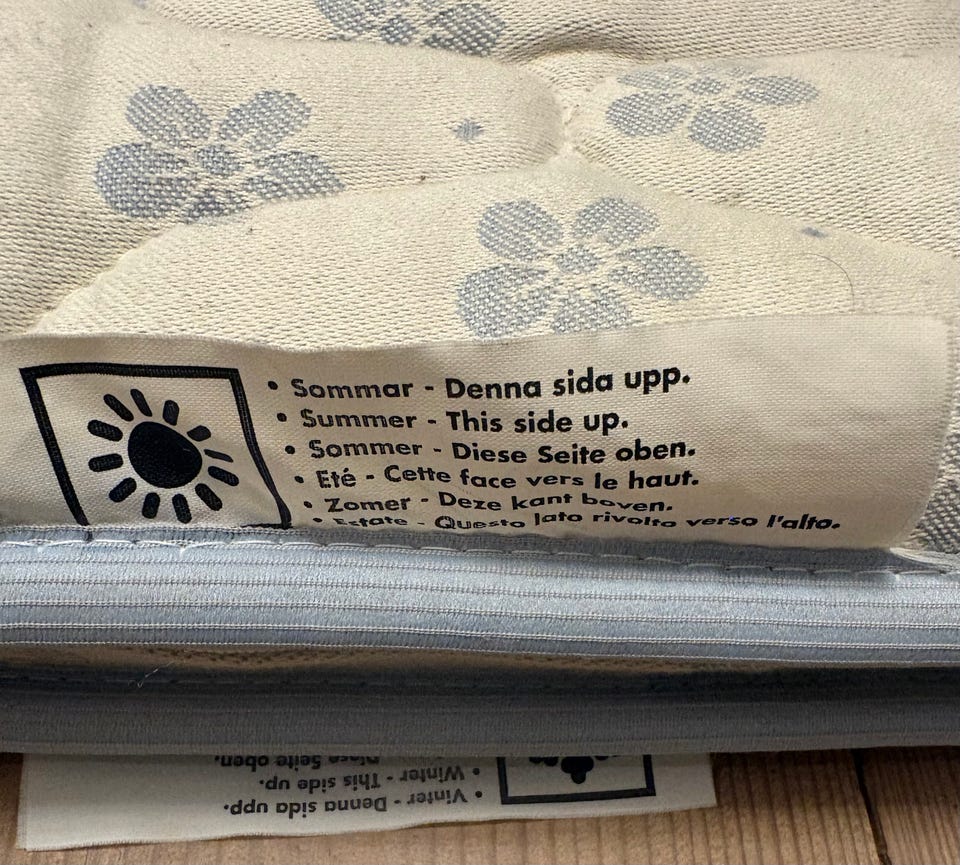 • Sommar - Denna sida upp.
• Summer - This side up.
• Sommer - Diese Seite oben.
• Eté - Cette face vers le haut.
• Zomer - Deze kant boven.
• Estate - Questo lato rivolto verso l'alto.
• Vinter - Denna sida upp.
• Winter - This side up.
Diese Seite oben.